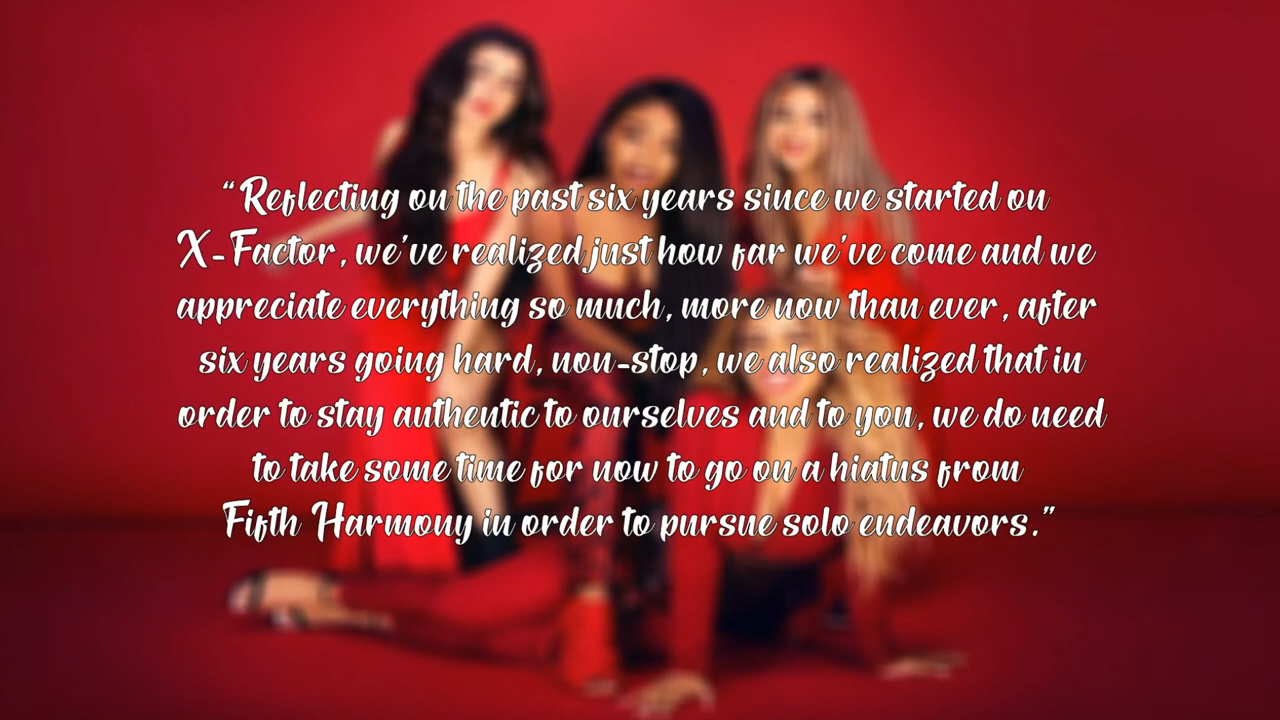 “Reflecting on the past six years since we started on
X-Factor, we’ve realized just how far we’ve come and we
appreciate everything so much, more now than ever, after
six years going hard, non-stop, we also realized that in
order to stay authentic to ourselves and to you, we do need
to take some time for now to go on a hiatus from
Fifth Harmony in order to pursue solo endeavors.”